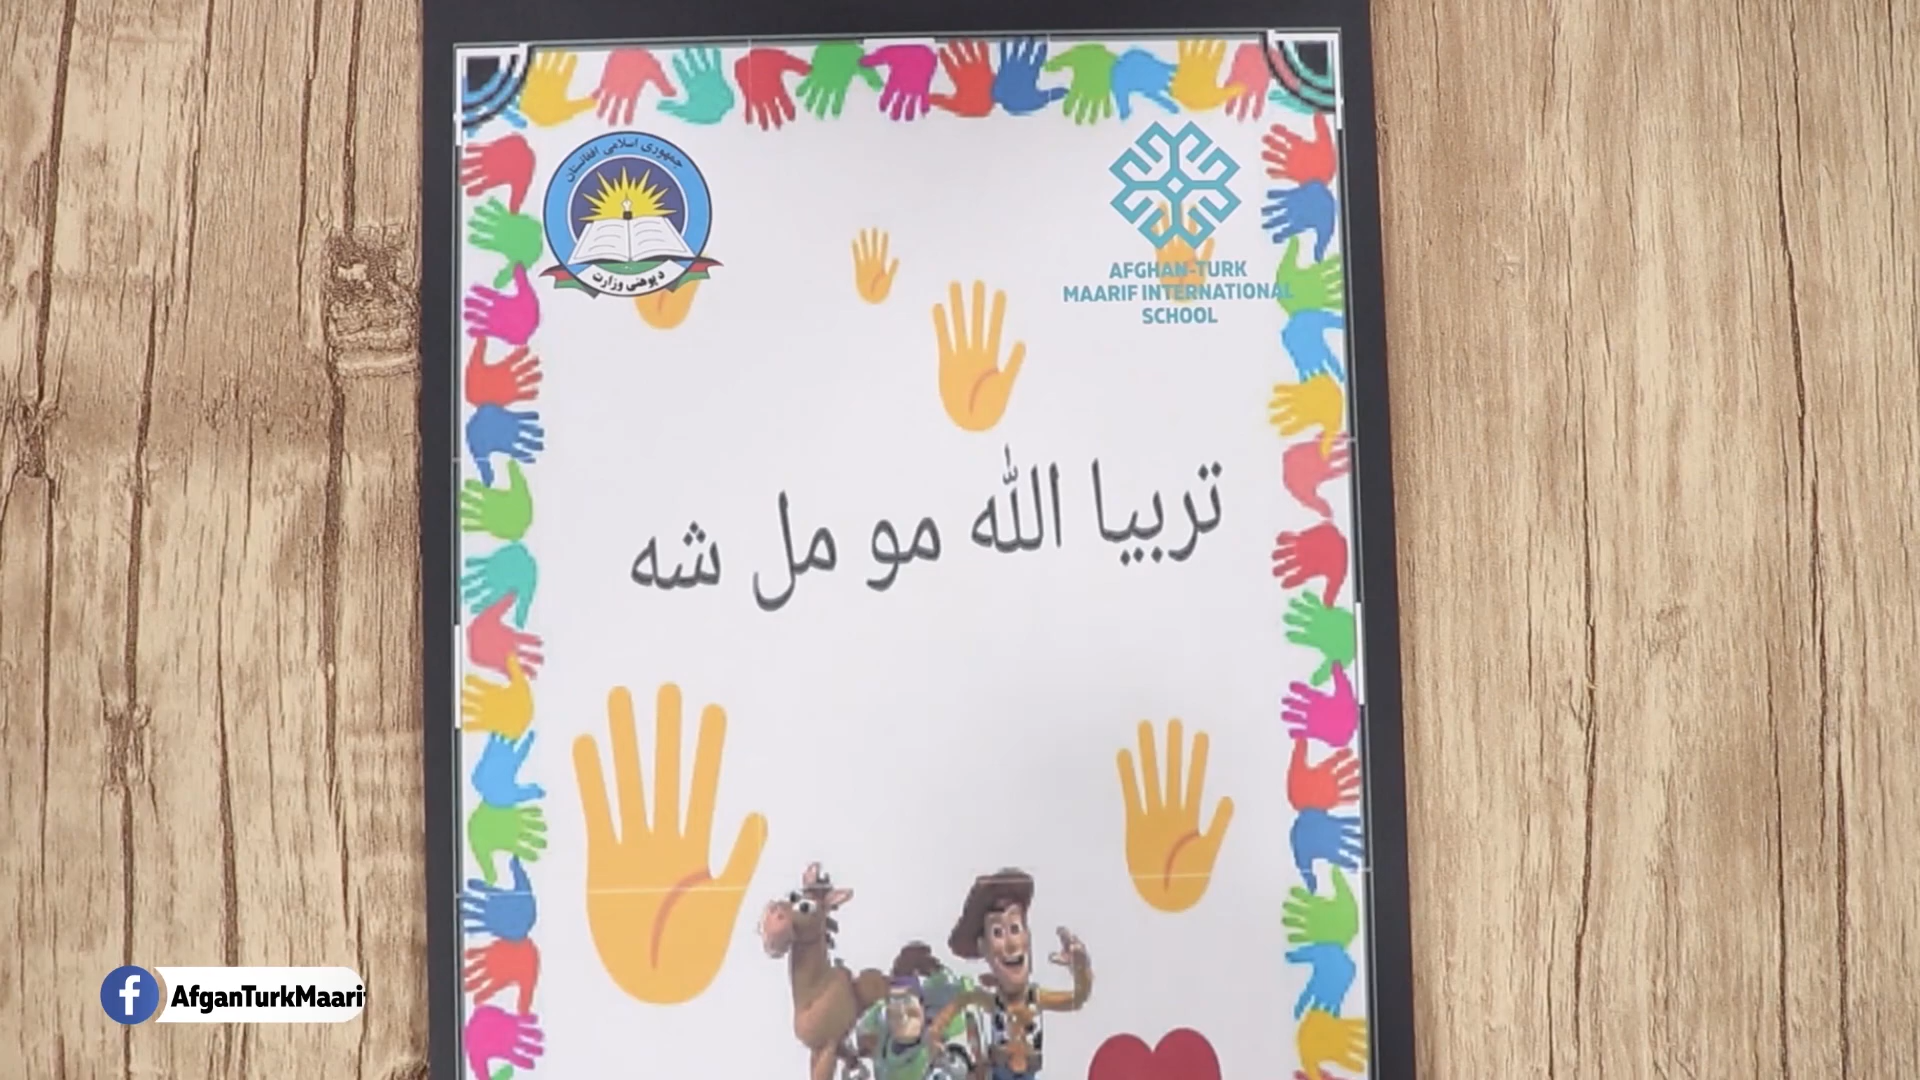 جمهوری اسلامی افغانستان
د پوهنې وزارت
AFGHAN-TURK
MAARIF INTERNATIONAL
SCHOOL
تربیا الله مو مل شه
AfganTurkMaarif